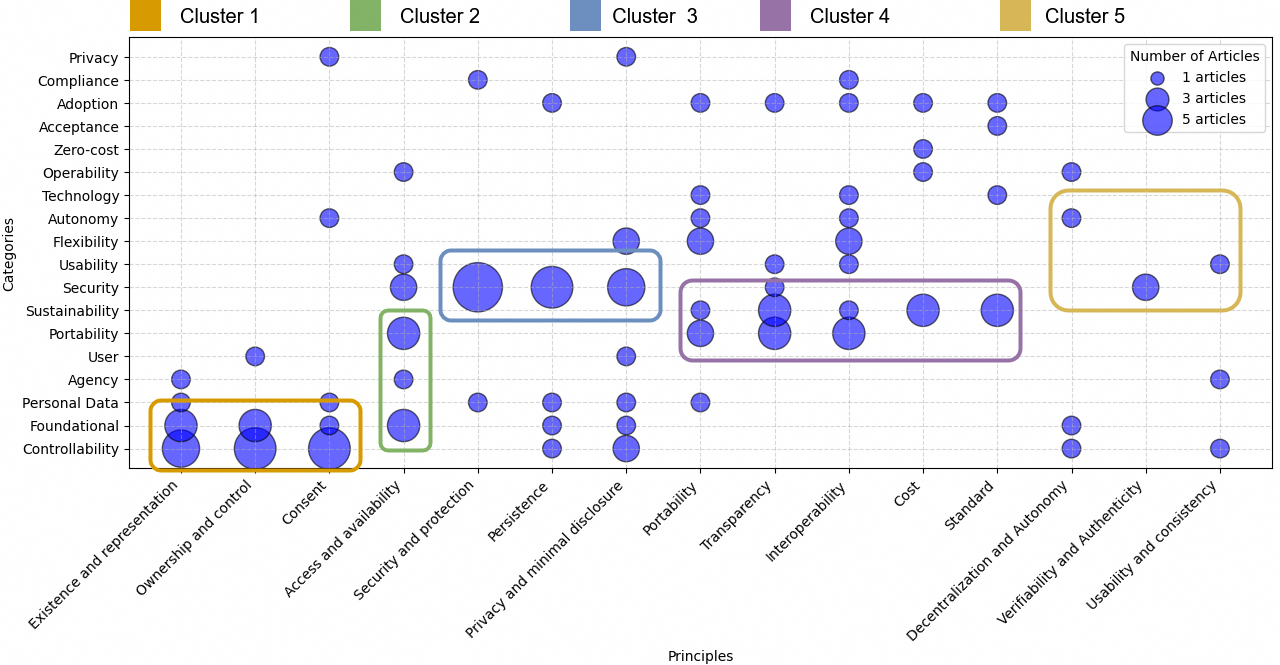 Cluster 1 Cluster 2 Cluster 3 Cluster 4 Cluster 5
Number of Articles
1 articles
3 articles
5 articles
Categories
Privacy
Compliance
Adoption
Acceptance
Zero-cost
Operability
Technology
Autonomy
Flexibility
Usability
Security
Sustainability
Portability
User
Agency
Personal Data
Foundational
Controllability
Existence and representation
Ownership and control
Consent
Access and availability
Security and protection
Persistence
Privacy and minimal disclosure
Portability
Transparency
Interoperability
Cost
Standard
Decentralization and Autonomy
Verifiability and Authenticity
Usability and consistency
Principles